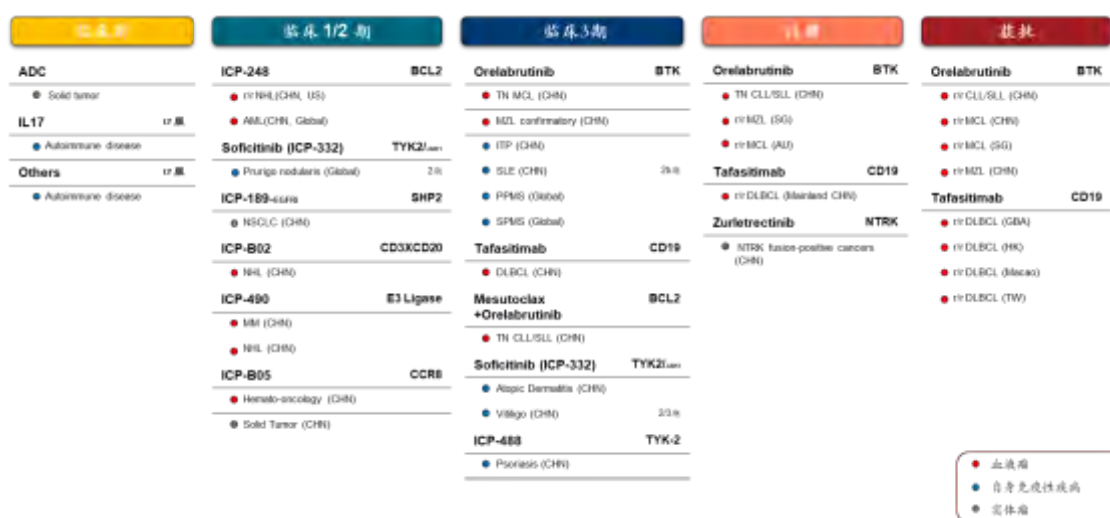 临床前
ADC
Solid tumor
IL17
口服
Autoimmune disease
Others
口服
Autoimmune disease
临床 1/2 期
ICP-248 BCL2
r/r NHL(CHN, US)
AML(CHN, Global)
Soficitinib (ICP-332) TYK2/
Prurigo nodularis (Global)
ICP-189 SHP2
NSCLC (CHN)
ICP-B02 CD3XCD20
NHL (CHN)
ICP-490 E3 Ligase
MM (CHN)
NHL (CHN)
ICP-B05 CCR8
Hemato-oncology (CHN)
Solid Tumor (CHN)
临床3期
Orelabrutinib BTK
TN MCL (CHN)
MZL confirmatory (CHN)
ITP (CHN)
SLE (CHN)
PPMS (Global)
SPMS (Global)
Tafasitimab CD19
DLBCL (CHN)
Mesutoclax BCL2
+Orelabrutinib
TN CLL/SLL (CHN)
Soficitinib (ICP-332) TYK2/
Atopic Dermatitis (CHN)
Vitiligo (CHN) 2/3期
ICP-488 TYK-2
Psoriasis (CHN)
注册
Orelabrutinib BTK
TN CLL/SLL (CHN)
r/r MZL (SG)
r/r MCL (AU)
Tafasitimab CD19
r/r DLBCL (Mainland CHN)
Zurletrectinib NTRK
NTRK fusion-positive cancers
(CHN)
获批
Orelabrutinib BTK
r/r CLL/SLL (CHN)
r/r MCL (CHN)
r/r MCL (SG)
r/r MZL (CHN)
Tafasitimab CD19
r/r DLBCL (GBA)
r/r DLBCL (HK)
r/r DLBCL (Macao)
r/r DLBCL (TW)
血液瘤
自身免疫性疾病
实体瘤